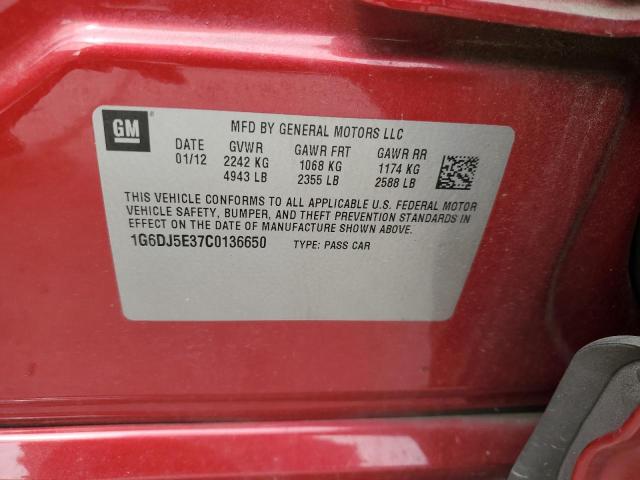 GM
MFD BY GENERAL MOTORS LLC
DATE GVWR GAWR FRT GAWR RR
01/12 2242 KG 1068 KG 1174 KG
4943 LB 2355 LB 2588 LB
THIS VEHICLE CONFORMS TO ALL APPLICABLE U.S. FEDERAL MOTOR
VEHICLE SAFETY, BUMPER, AND THEFT PREVENTION STANDARDS IN
EFFECT ON THE DATE OF MANUFACTURE SHOWN ABOVE.
1G6DJ5E37C0136650 TYPE: PASS CAR